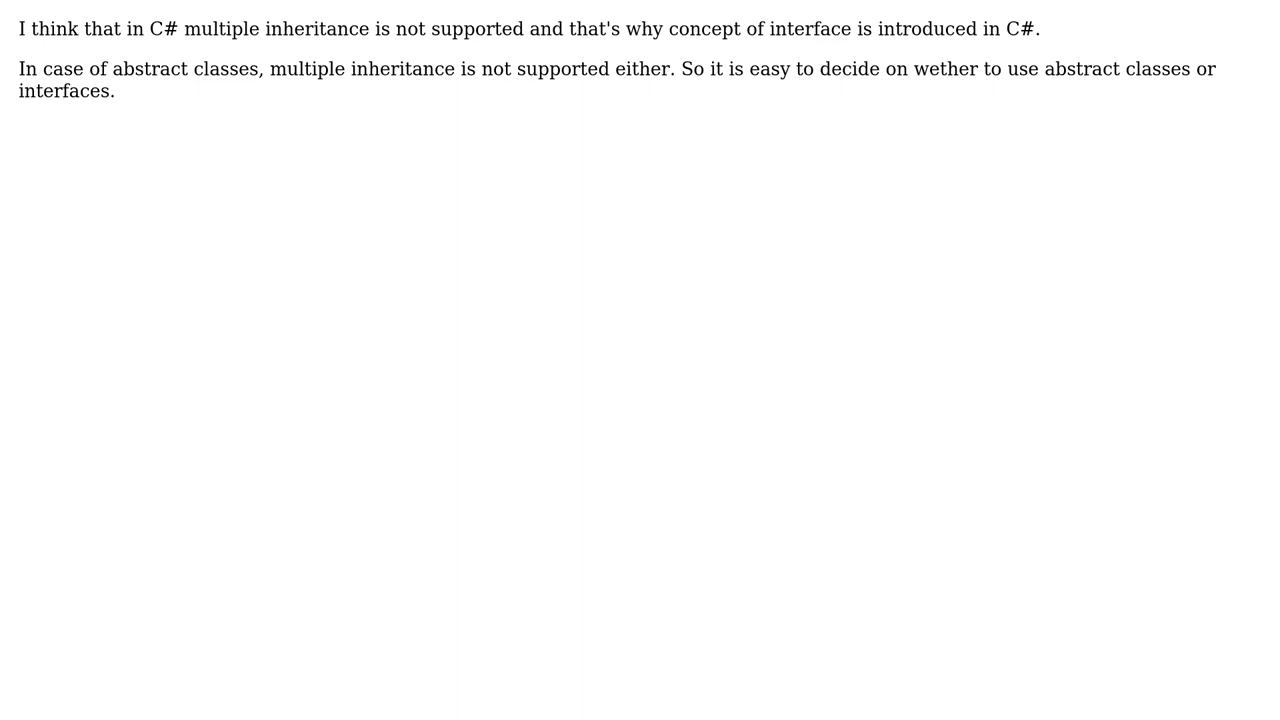 I think that in C# multiple inheritance is not supported and that's why concept of interface is introduced in C#.
In case of abstract classes, multiple inheritance is not supported either. So it is easy to decide on wether to use abstract classes or
interfaces.